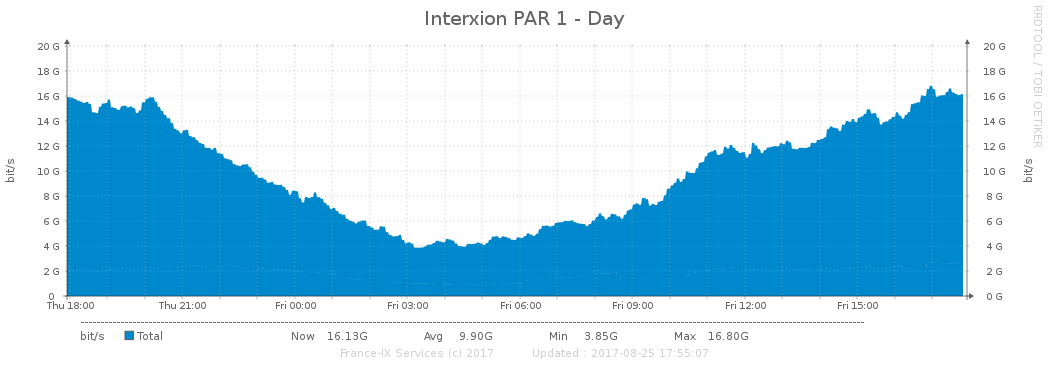 Interxion PAR 1 - Day
RRDTOOL / TOBI OETIKER
bit/s
20 G 20 G
18 G 18 G
16 G 16 G
14 G 14 G
12 G 12 G
10 G 10 G
8 G 8 G
6 G 6 G
4 G 4 G
2 G 2 G
0 0 G
bit/s
Thu 18:00 Thu 21:00 Fri 00:00 Fri 03:00 Fri 06:00 Fri 09:00 Fri 12:00 Fri 15:00
bit/s Total Now 16.13G Avg 9.90G Min 3.85G Max 16.80G
France-IX Services (c) 2017 Updated : 2017-08-25 17:55:07